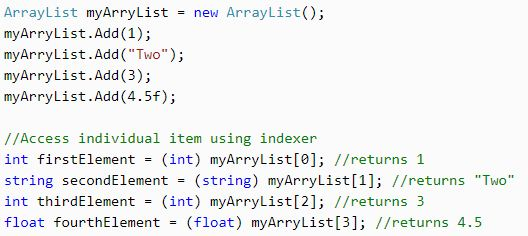 ArrayList myArryList = new ArrayList();
myArryList.Add(1);
myArryList.Add("Two");
myArryList.Add(3);
myArryList.Add(4.5f);
//Access individual item using indexer
int firstElement = (int) myArryList[0]; //returns 1
string secondElement = (string) myArryList[1]; //returns "Two"
int thirdElement = (int) myArryList[2]; //returns 3
float fourthElement = (float) myArryList[3]; //returns 4.5